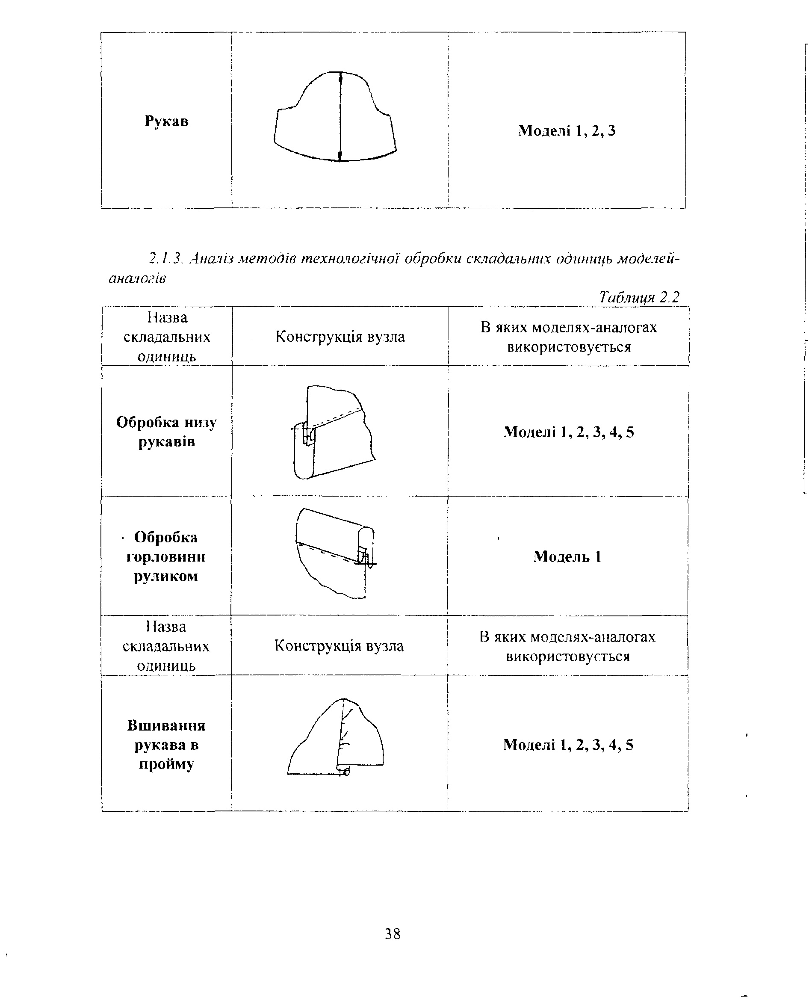 Рукав
Моделі 1, 2, 3
2.1.3. Аналіз методів технологічної обробки складальних одиниць моделей-
аналогів
Таблиця 2.2
Назва
складальних
одиниць
Конструкція вузла
В яких моделях-аналогах
використовується
Обробка низу
рукавів
Моделі 1, 2, 3, 4, 5
Обробка
горловини
руликом
Модель 1
Назва
складальних
одиниць
Конструкція вузла
В яких моделях-аналогах
використовується
Вшивання
рукава в
пройму
Моделі 1, 2, 3, 4, 5
38